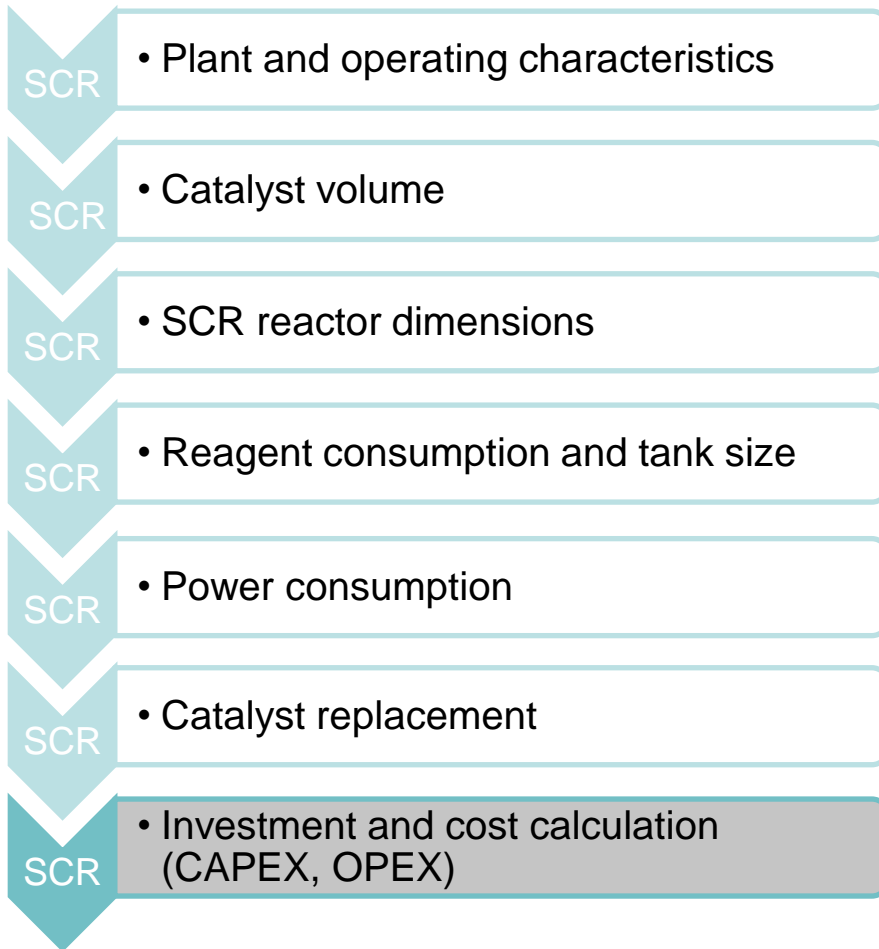 SCR
• Plant and operating characteristics
SCR
• Catalyst volume
SCR
• SCR reactor dimensions
SCR
• Reagent consumption and tank size
SCR
• Power consumption
SCR
• Catalyst replacement
SCR
• Investment and cost calculation
(CAPEX, OPEX)